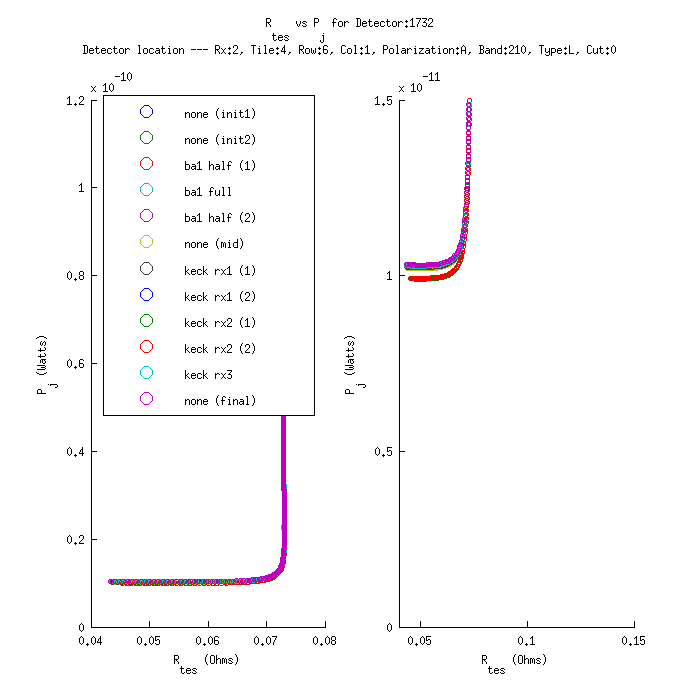 R tes vs P j for Detector:1732
Detector location --- Rx:2, Tile:4, Row:6, Col:1, Polarization:A, Band:210, Type:L, Cut:0
x 10 -10
1.2
1
0.8
0.6
0.4
0.2
0
0.04 0.05 0.06 0.07 0.08
P j (Watts)
R tes (Ohms)
none (init1)
none (init2)
ba1 half (1)
ba1 full
ba1 half (2)
none (mid)
keck rx1 (1)
keck rx1 (2)
keck rx2 (1)
keck rx2 (2)
keck rx3
none (final)
x 10 -11
1.5
1
0.5
0
0.05 0.1 0.15
P j (Watts)
R tes (Ohms)